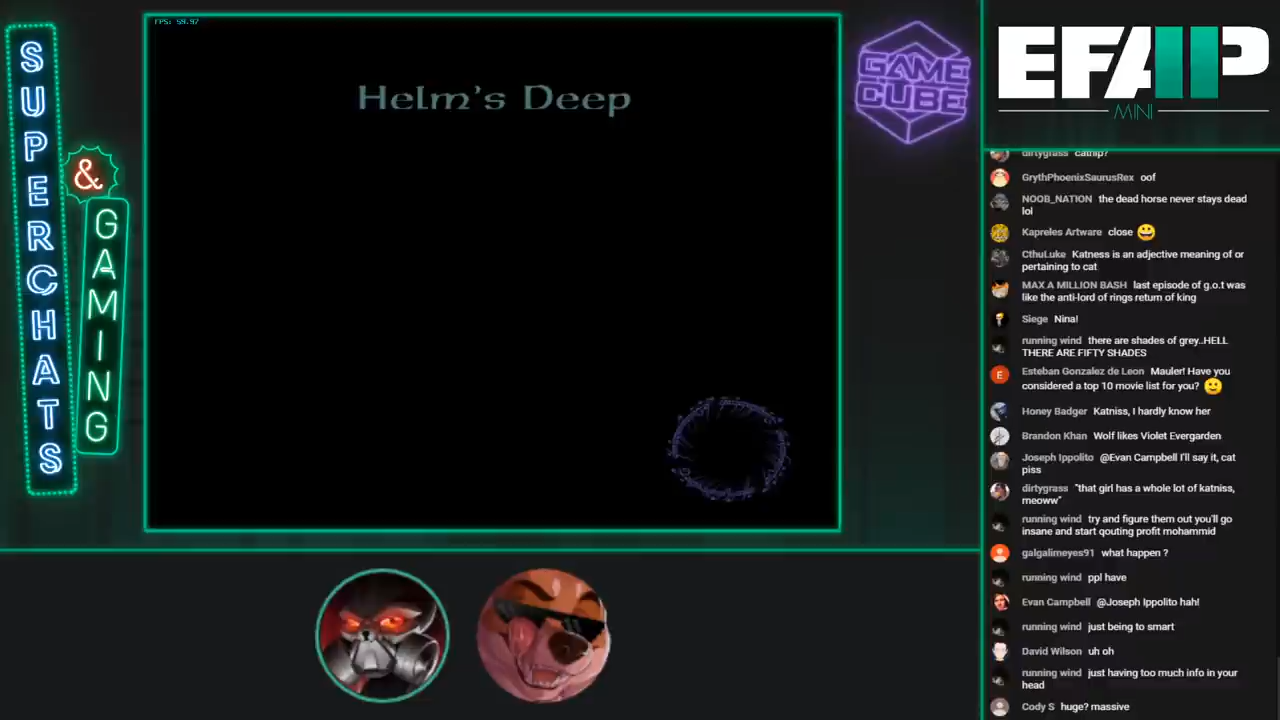 FPS: 59.97
SUPERCHATS
&
GAMING
Helm's Deep
GAME
CUBE
EFAP
MINI
dirtygrass catnip?
GrythPhoenixSaurusRex oof
NOOB_NATION the dead horse never stays dead
lol
Kapreles Artware close 😀
CthuLuke Katness is an adjective meaning of or
pertaining to cat
MAX A MILLION BASH last episode of g.o.t was
like the anti-lord of rings return of king
Siege Nina!
running wind there are shades of grey..HELL
THERE ARE FIFTY SHADES
E
Esteban Gonzalez de Leon Mauler! Have you
considered a top 10 movie list for you? 🙂
Honey Badger Katniss, I hardly know her
Brandon Khan Wolf likes Violet Evergarden
Joseph Ippolito @Evan Campbell I'll say it, cat
piss
dirtygrass "that girl has a whole lot of katniss,
meoww"
running wind try and figure them out you'll go
insane and start qouting profit mohammid
galgalimeyes91 what happen ?
running wind ppl have
Evan Campbell @Joseph Ippolito hah!
running wind just being to smart
David Wilson uh oh
running wind just having too much info in your
head
Cody S huge? massive